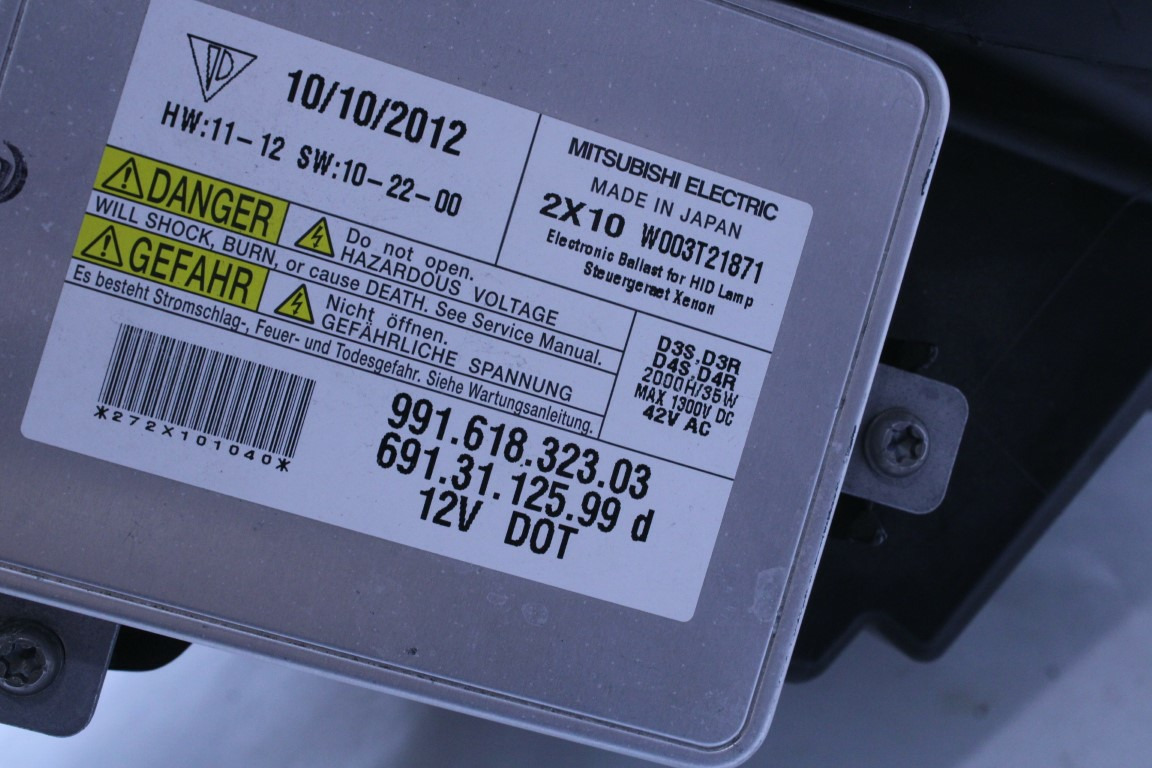 10/10/2012
HW:11-12 SW:10-22-00
MITSUBISHI ELECTRIC
MADE IN JAPAN
2X10 W003T21871
Electronic Ballast for HID Lamp
Steuergeraet Xenon
DANGER
Do not open.
HAZARDOUS VOLTAGE
WILL SHOCK, BURN, or cause DEATH. See Service Manual.
GEFAHR
Nicht öffnen.
GEFÄHRLICHE SPANNUNG
Es besteht Stromschlag-, Feuer- und Todesgefahr. Siehe Wartungsanleitung.
D3S,D3R
D4S,D4R
2000H/35W
MAX 1300V DC
42V AC
*272X101040*
991.618.323.03
691.31.125.99 d
12V DOT